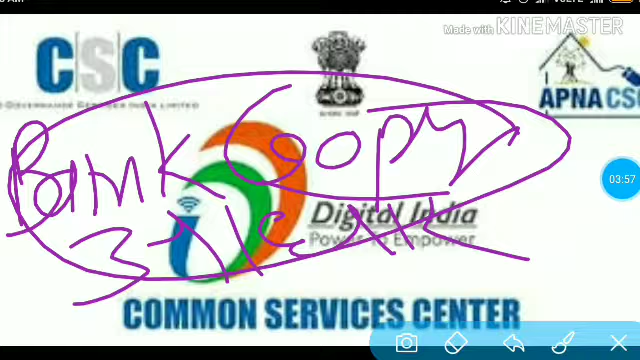 Made with KINEMASTER
CSC
APNA CSC
Bank Copy
03:57
Digital India
Power To Empower
COMMON SERVICES CENTER